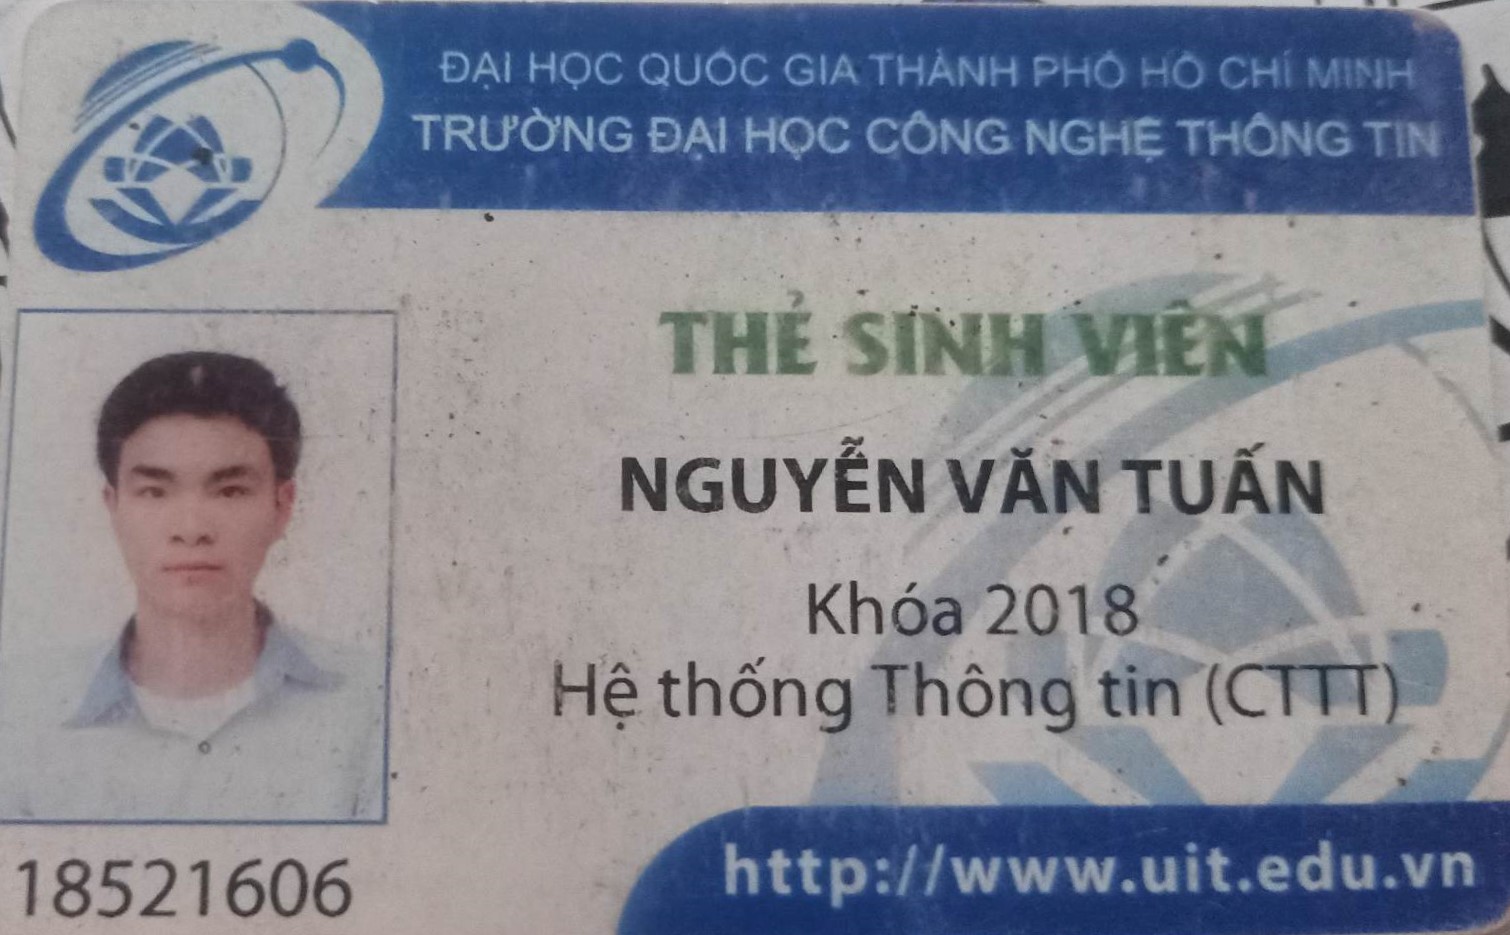 ĐẠI HỌC QUỐC GIA THÀNH PHỐ HỒ CHÍ MINH
TRƯỜNG ĐẠI HỌC CÔNG NGHỆ THÔNG TIN
THẺ SINH VIÊN
NGUYỄN VĂN TUẤN
Khóa 2018
Hệ thống Thông tin (CTTT)
18521606
http://www.uit.edu.vn